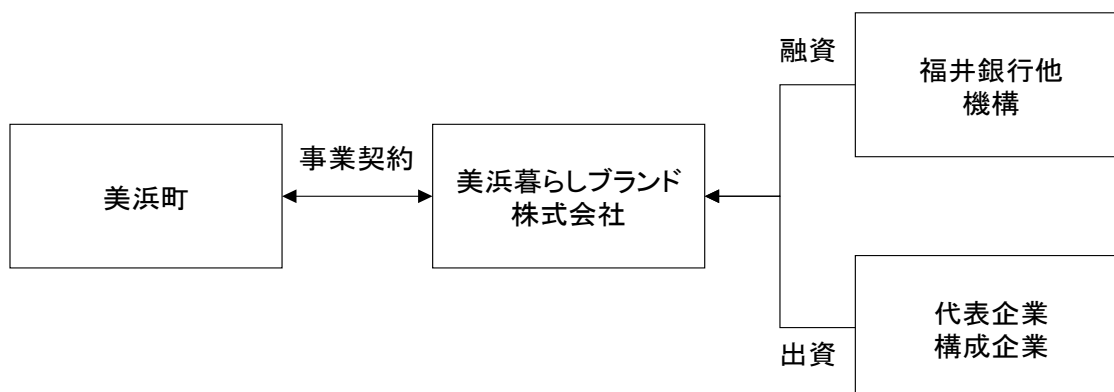 融資
福井銀行他
機構
美浜町
事業契約
美浜暮らしブランド
株式会社
代表企業
構成企業
出資